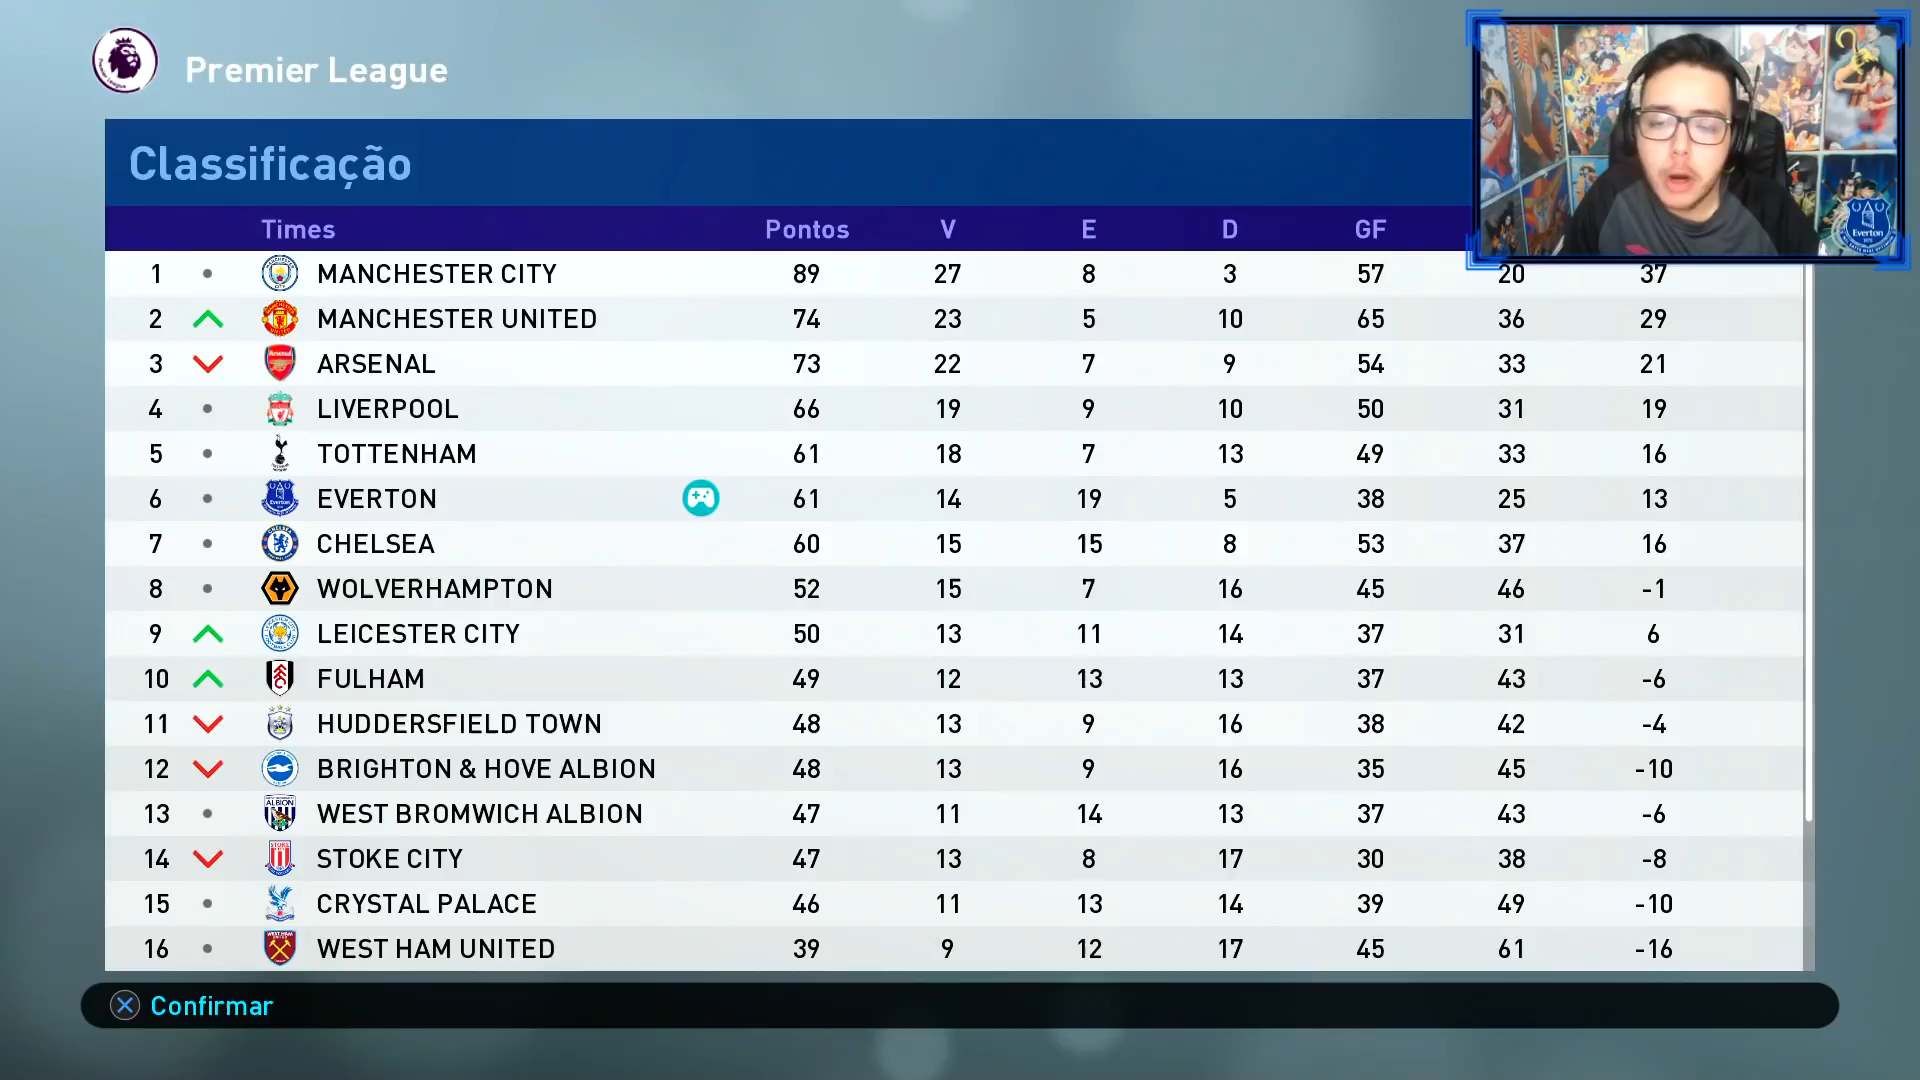 Premier League
Classificação
Times Pontos V E D GF
1 MANCHESTER CITY 89 27 8 3 57 20 37
2 MANCHESTER UNITED 74 23 5 10 65 36 29
3 ARSENAL 73 22 7 9 54 33 21
4 LIVERPOOL 66 19 9 10 50 31 19
5 TOTTENHAM 61 18 7 13 49 33 16
6 EVERTON 61 14 19 5 38 25 13
7 CHELSEA 60 15 15 8 53 37 16
8 WOLVERHAMPTON 52 15 7 16 45 46 -1
9 LEICESTER CITY 50 13 11 14 37 31 6
10 FULHAM 49 12 13 13 37 43 -6
11 HUDDERSFIELD TOWN 48 13 9 16 38 42 -4
12 BRIGHTON & HOVE ALBION 48 13 9 16 35 45 -10
13 WEST BROMWICH ALBION 47 11 14 13 37 43 -6
14 STOKE CITY 47 13 8 17 30 38 -8
15 CRYSTAL PALACE 46 11 13 14 39 49 -10
16 WEST HAM UNITED 39 9 12 17 45 61 -16
Confirmar
Everton